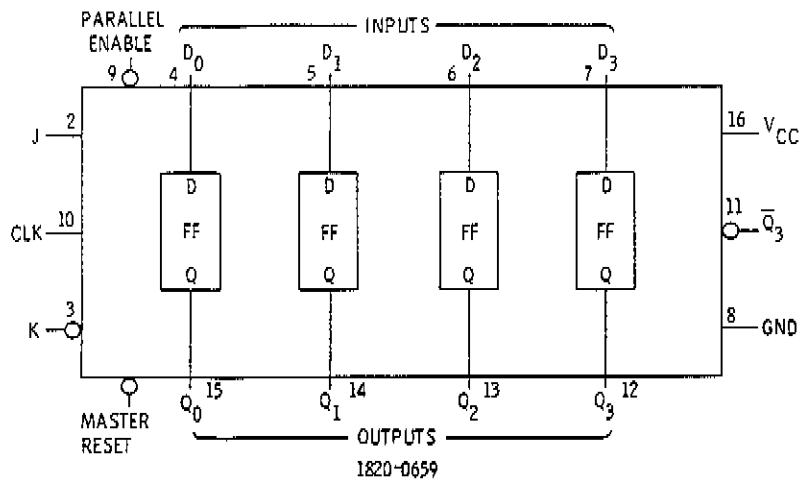 PARALLEL
ENABLE
INPUTS
D0 D1 D2 D3
9 4 5 6 7
J 2
16 VCC
D D D D
CLK 10
FF FF FF FF
11 Q̅3
Q Q Q Q
K 3
8 GND
MASTER
RESET
Q0 15 Q1 14 Q2 13 Q3 12
OUTPUTS
1820-0659